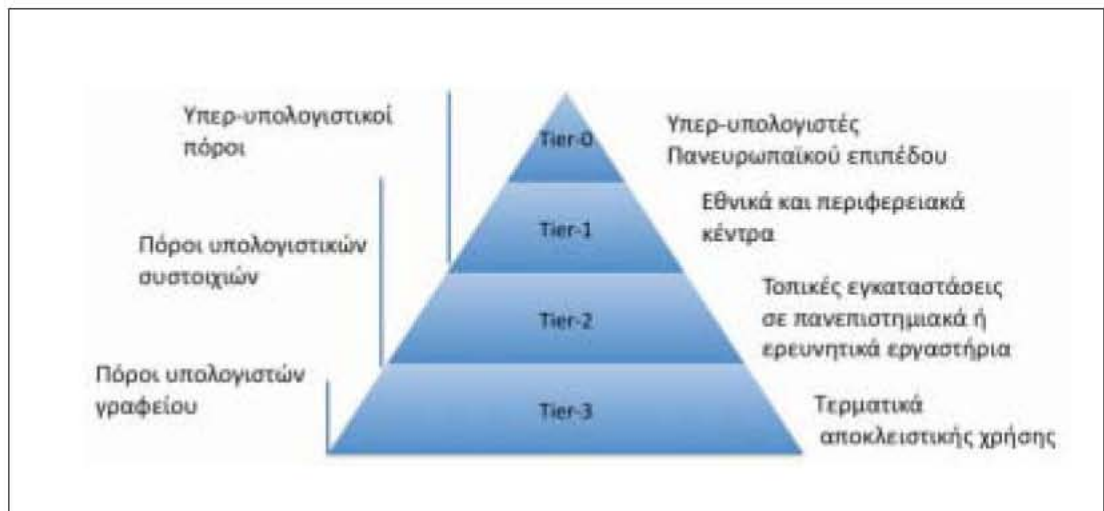 Υπερ-υπολογιστικοί
πόροι
Tier-0
Υπερ-υπολογιστές
Πανευρωπαϊκού επιπέδου
Πόροι υπολογιστικών
συστοιχιών
Tier-1
Εθνικά και περιφερειακά
κέντρα
Tier-2
Τοπικές εγκαταστάσεις
σε πανεπιστημιακά ή
ερευνητικά εργαστήρια
Πόροι υπολογιστών
γραφείου
Tier-3
Τερματικά
αποκλειστικής χρήσης